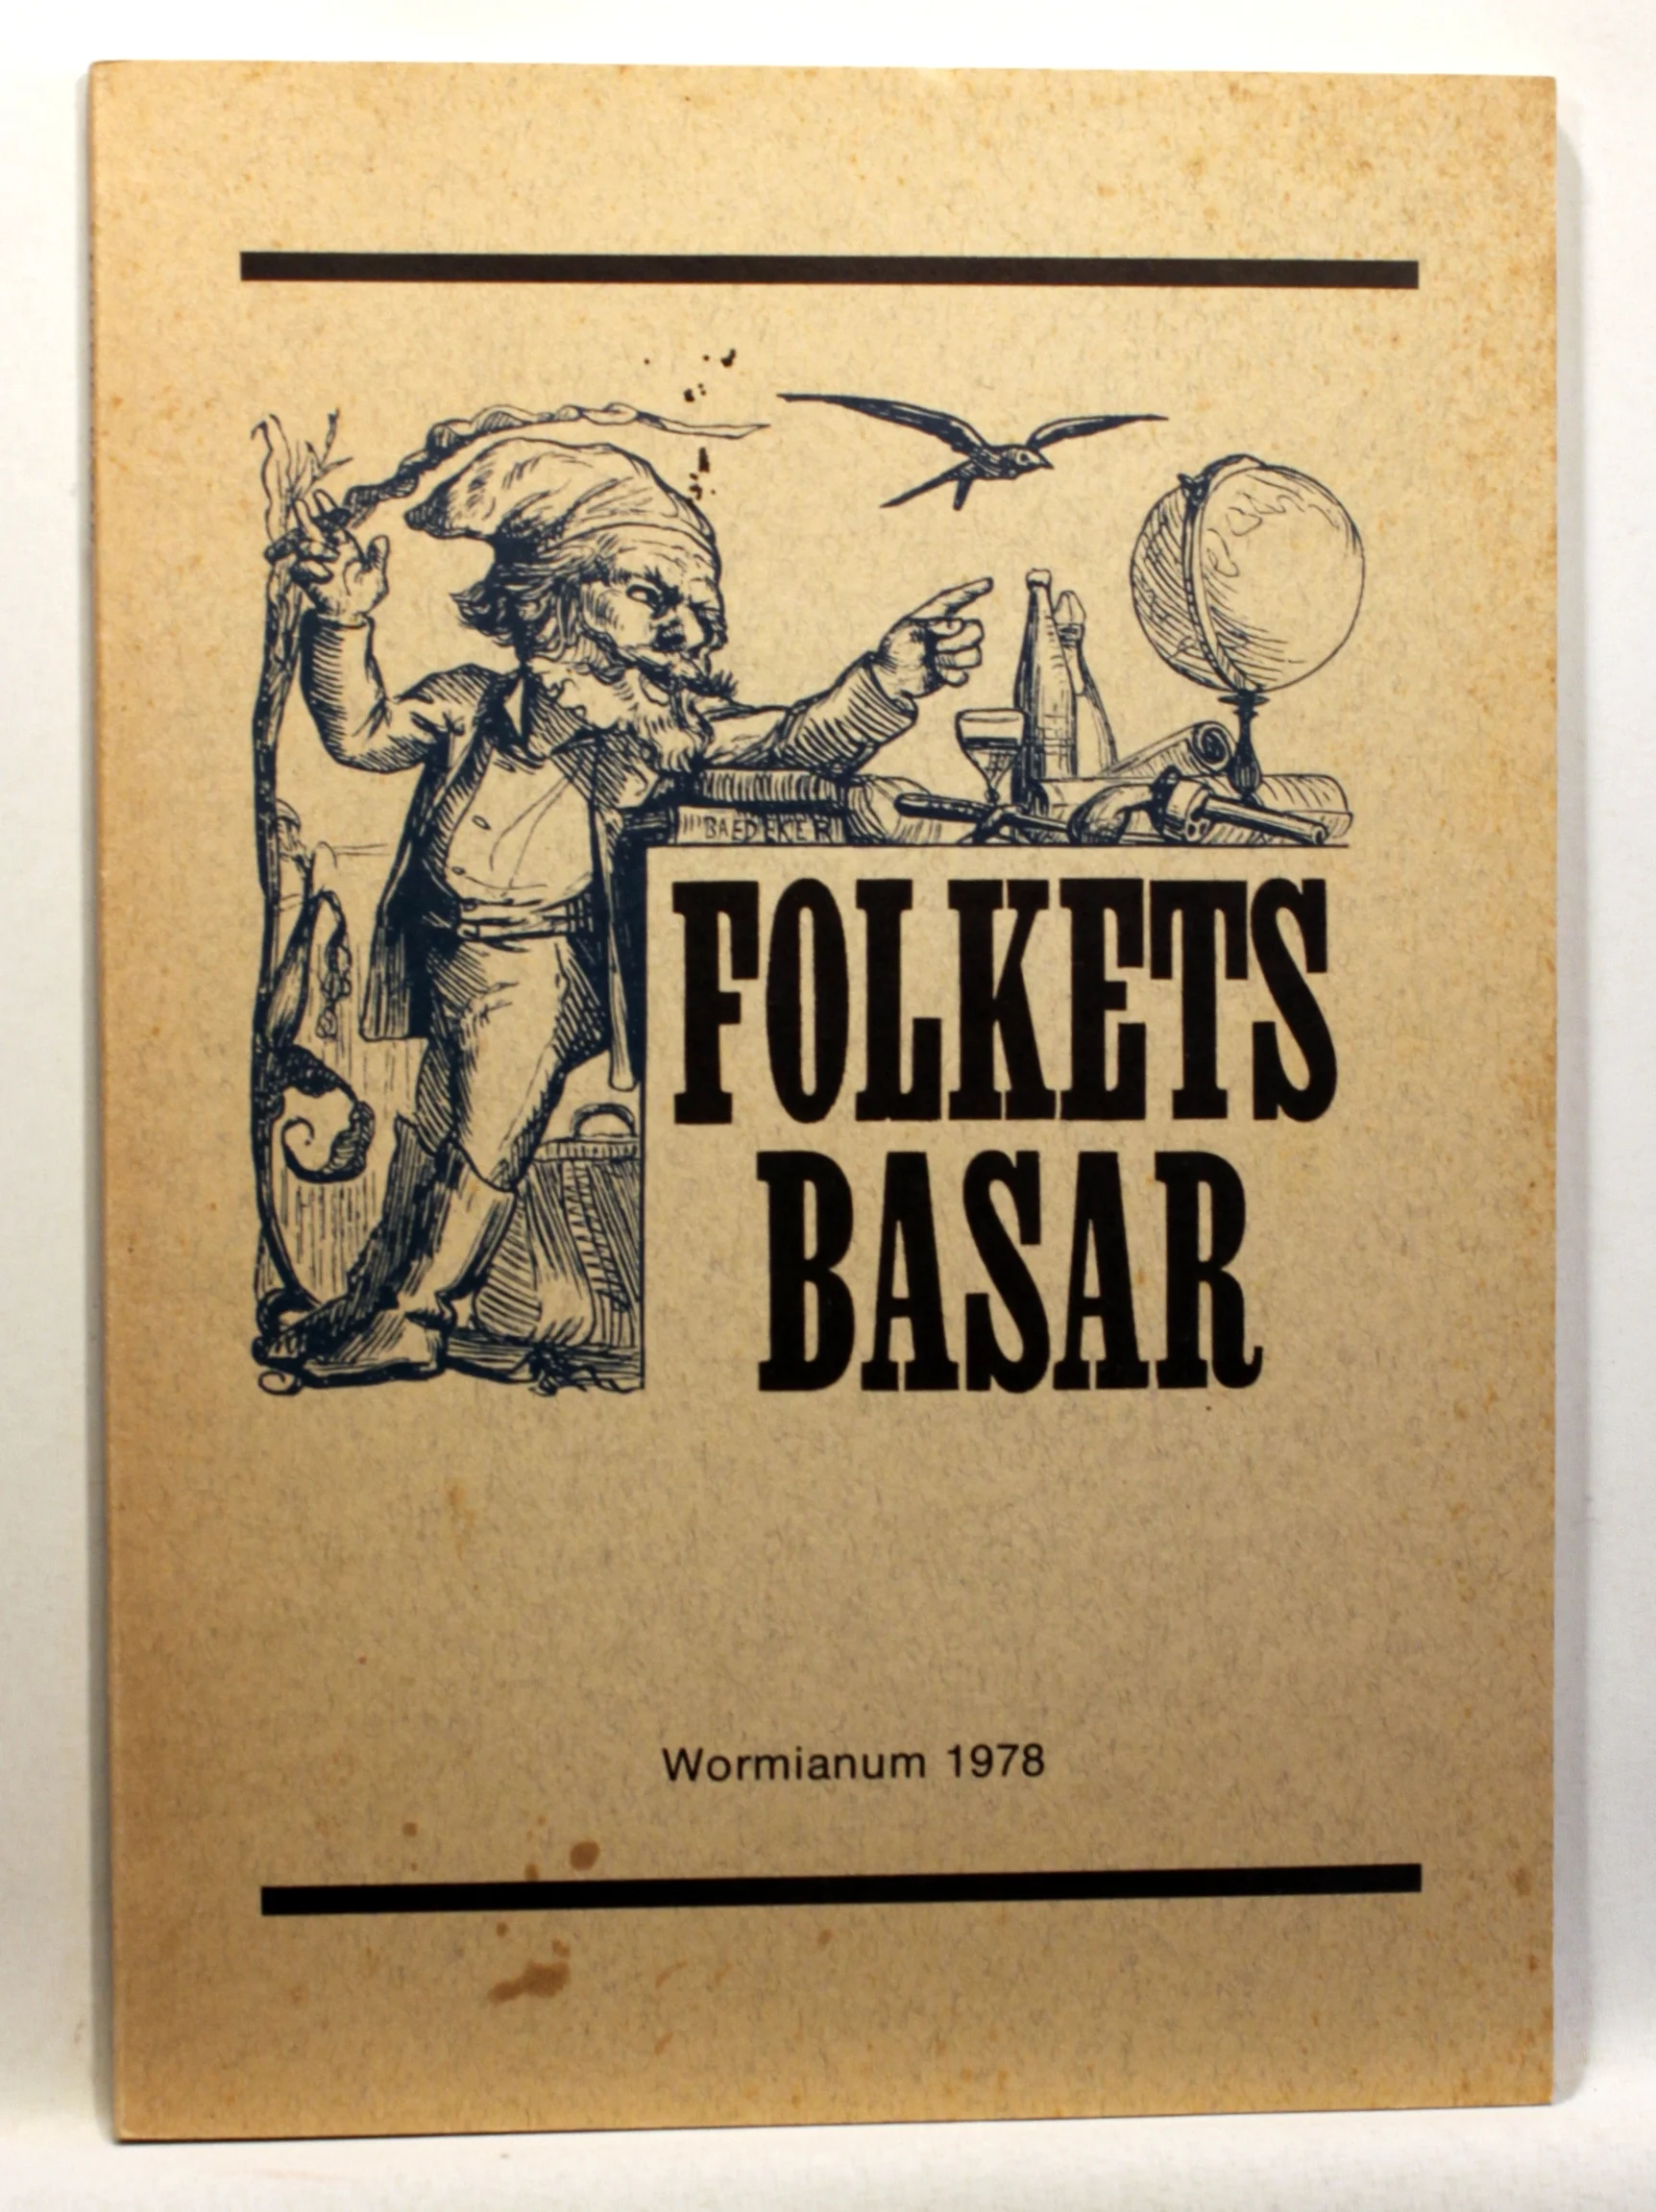 BAEDEKER
FOLKETS
BASAR
Wormianum 1978